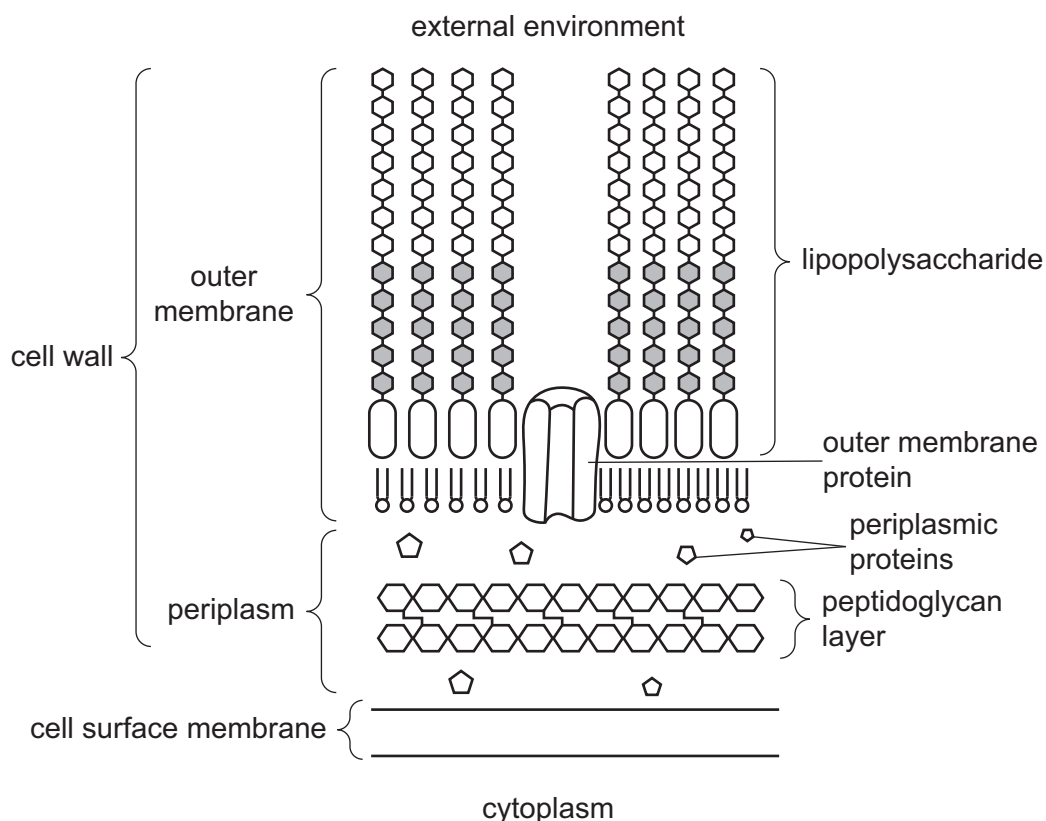 external environment
outer
membrane
lipopolysaccharide
cell wall
outer membrane
protein
periplasmic
proteins
periplasm
peptidoglycan
layer
cell surface membrane
cytoplasm